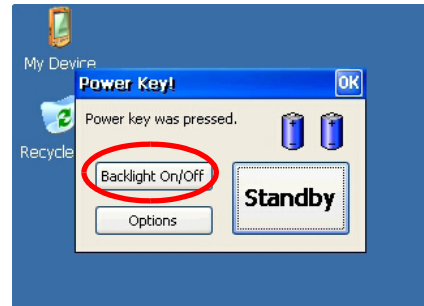 My Device
Power Key!
OK
Power key was pressed.
Recycle
Backlight On/Off
Standby
Options